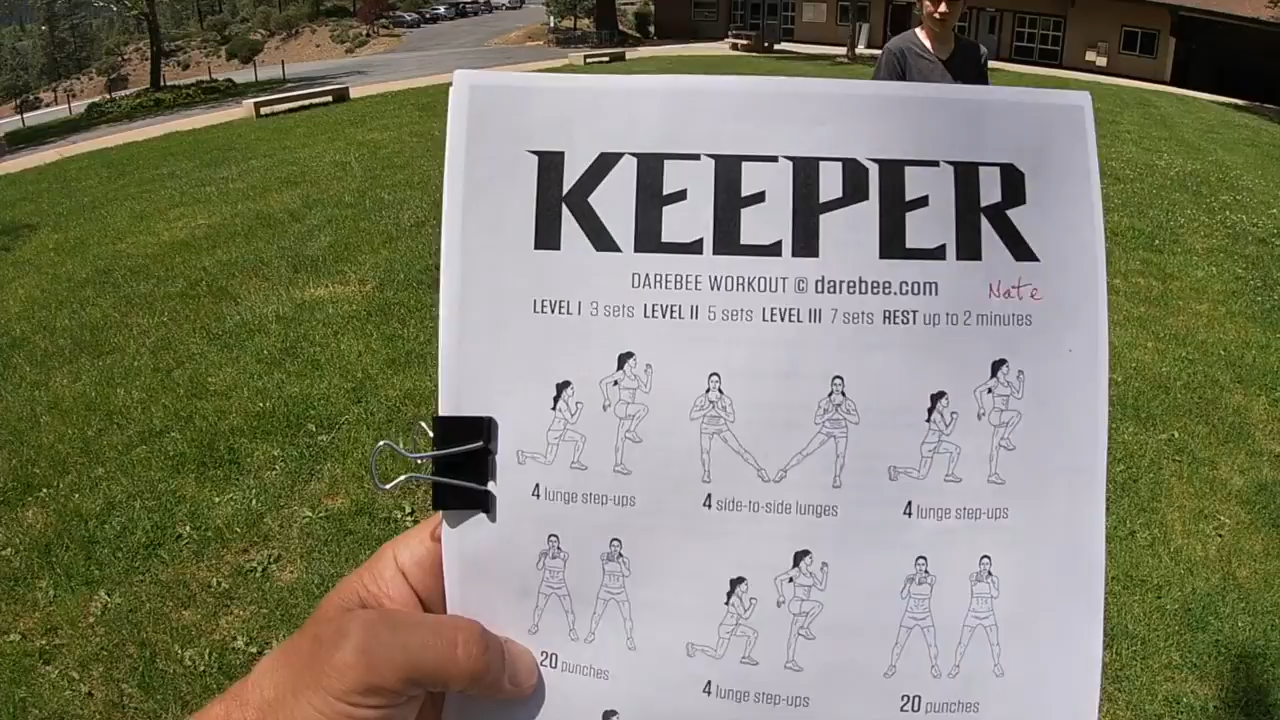 KEEPER
DAREBEE WORKOUT © darebee.com
Nate
LEVEL I 3 sets LEVEL II 5 sets LEVEL III 7 sets REST up to 2 minutes
4 lunge step-ups
4 side-to-side lunges
4 lunge step-ups
20 punches
4 lunge step-ups
20 punches